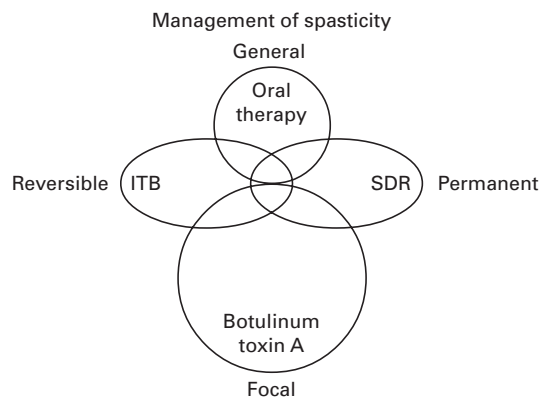 Management of spasticity
General
Oral
therapy
Reversible
ITB
SDR
Permanent
Botulinum
toxin A
Focal